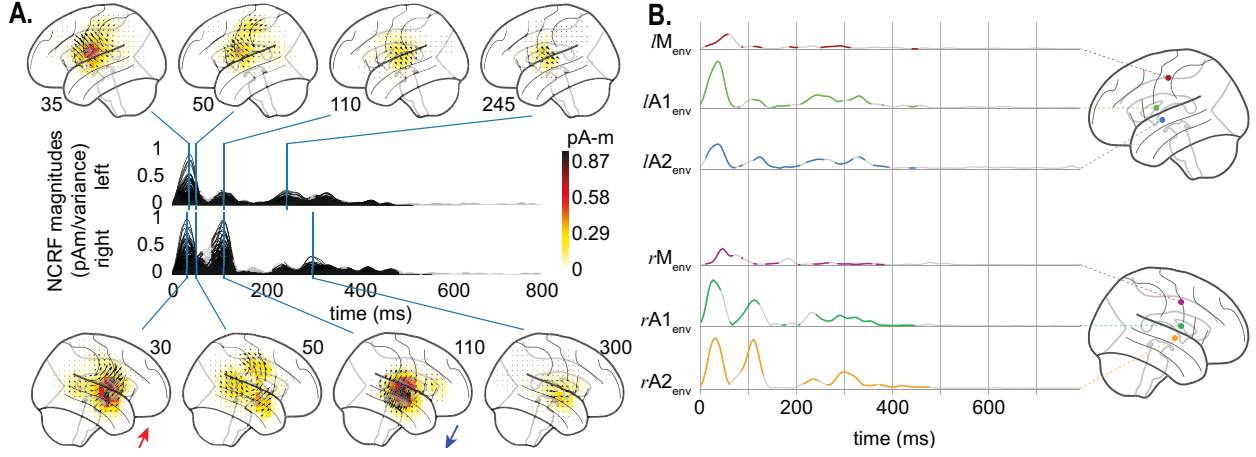 A.
35
50
110
245
NCRF magnitudes
(pAm/variance)
left
right
1
0.5
0
1
0.5
0
0
200
400
600
800
time (ms)
pA-m
0.87
0.58
0.29
0
30
50
110
300
B.
lMenv
lA1env
lA2env
rMenv
rA1env
rA2env
0
200
400
600
time (ms)